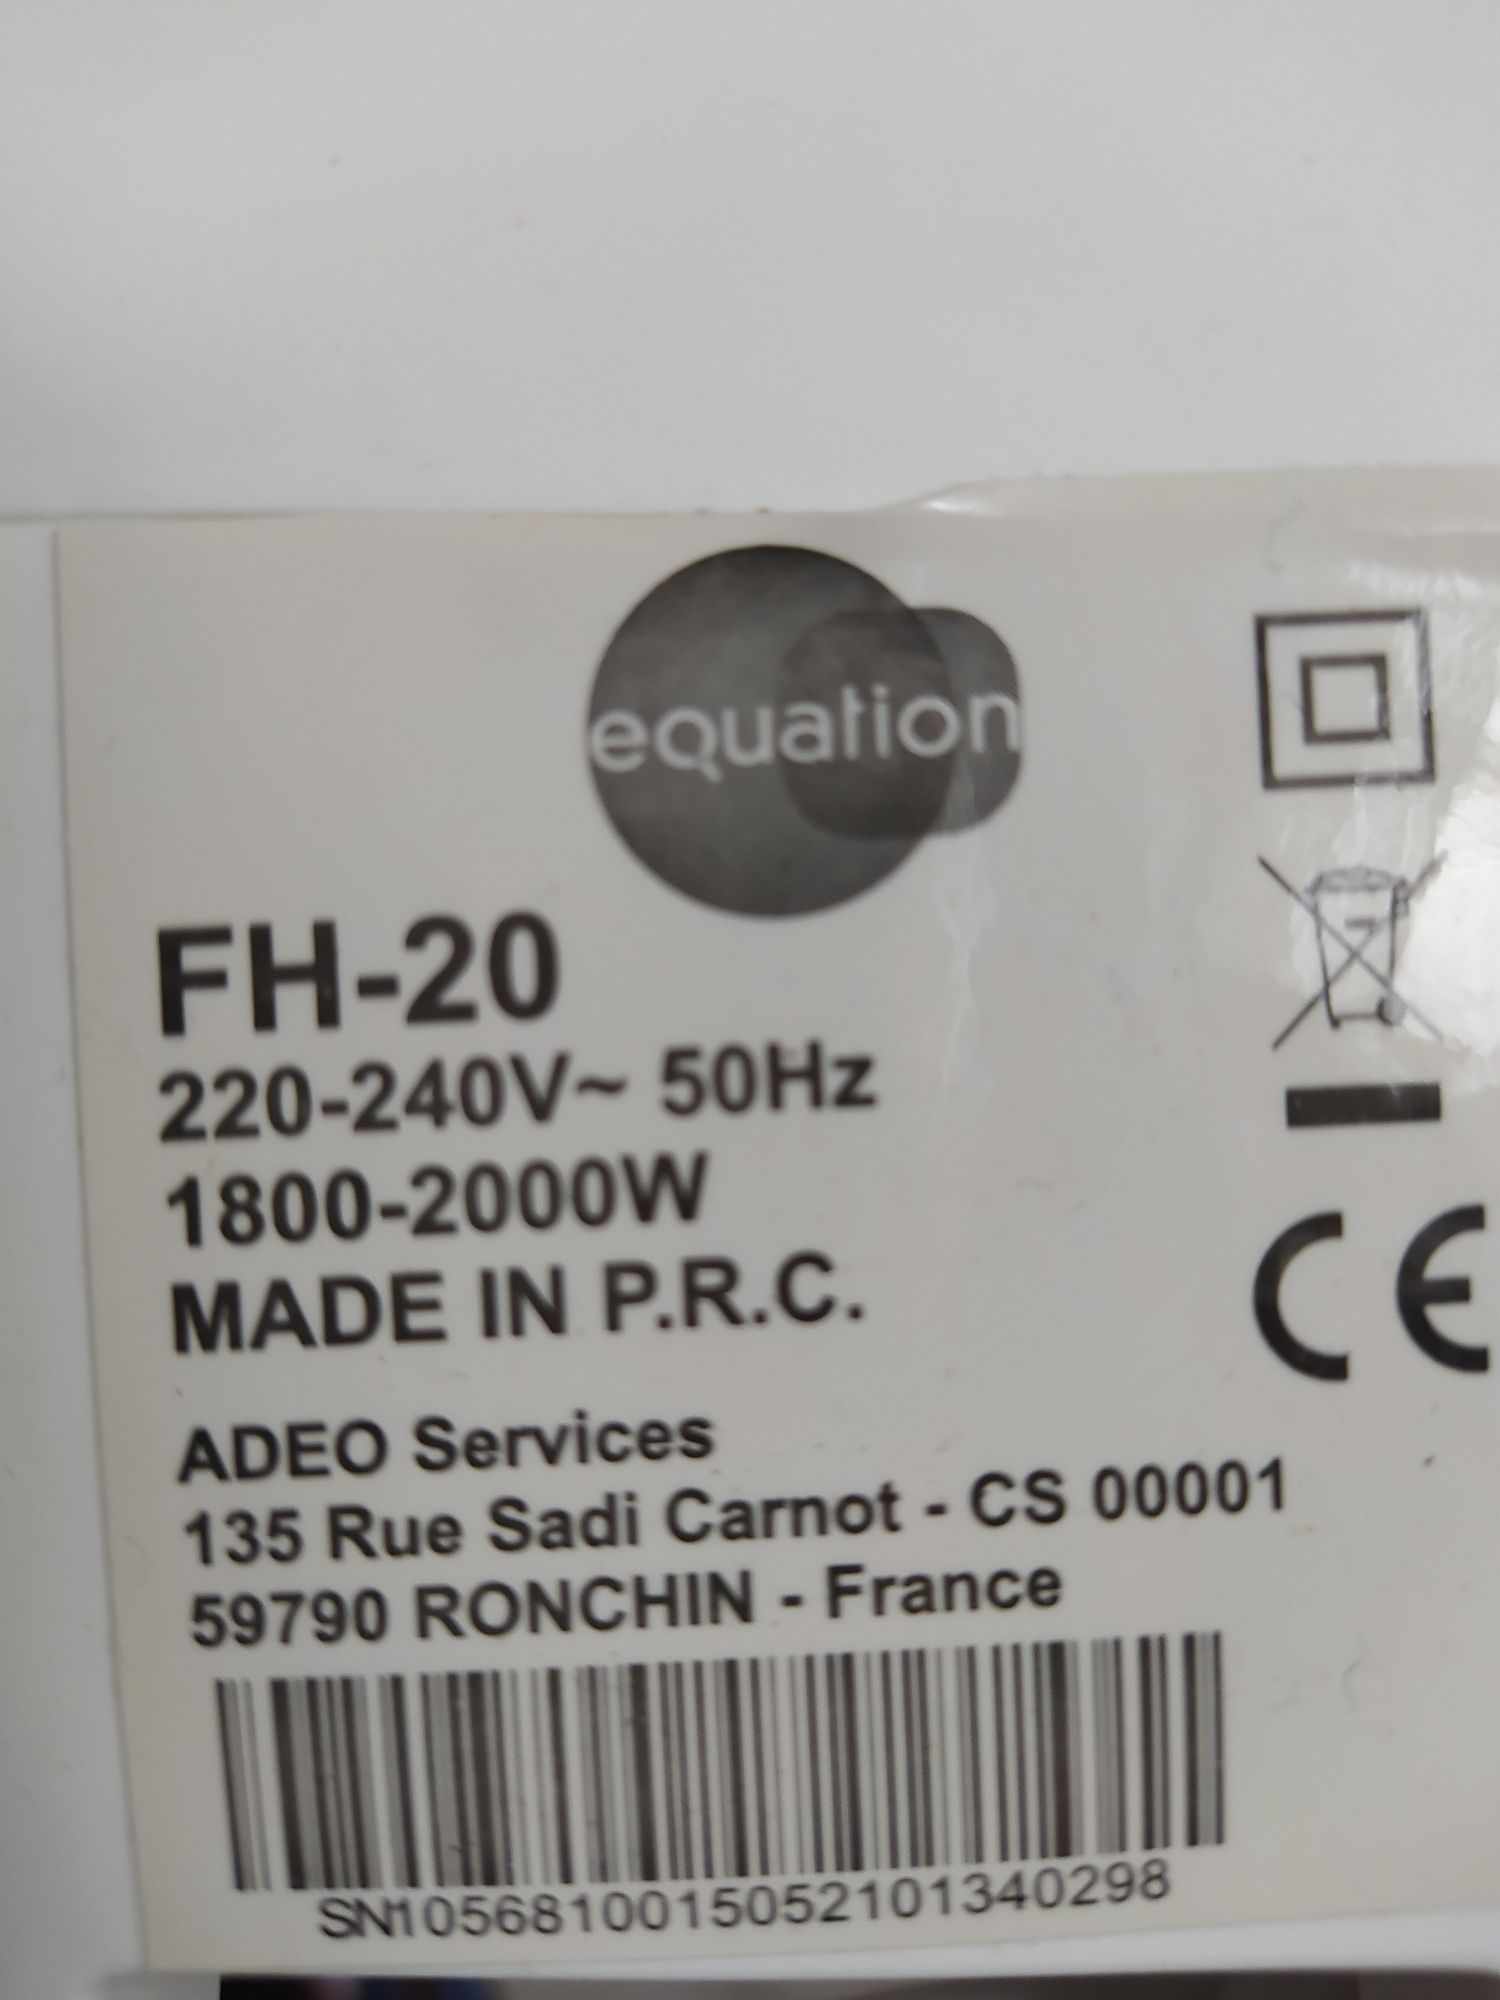 equation
FH-20
220-240V~ 50Hz
1800-2000W
MADE IN P.R.C.
CE
ADEO Services
135 Rue Sadi Carnot - CS 00001
59790 RONCHIN - France
SN1056810015052101340298